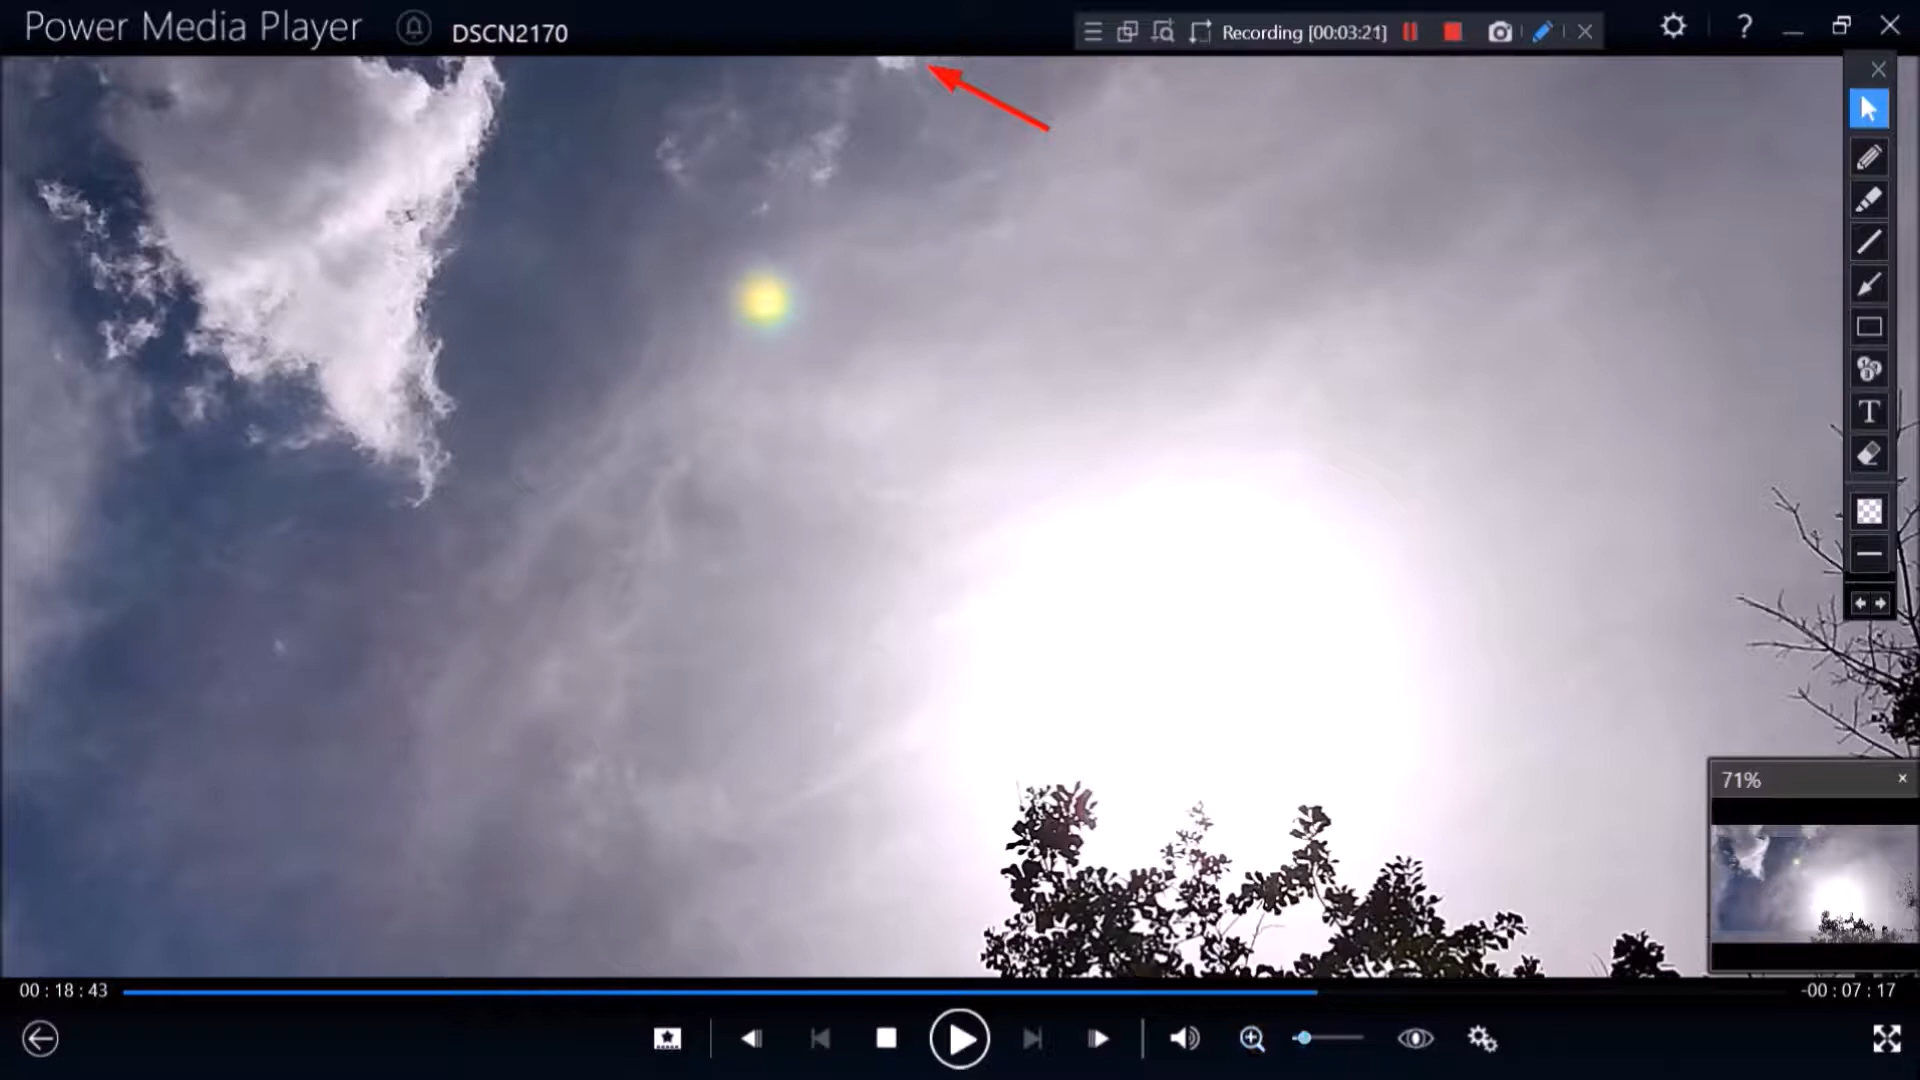 Power Media Player
DSCN2170
Recording [00:03:21]
?
T
71%
00 : 18 : 43
-00 : 07 : 17